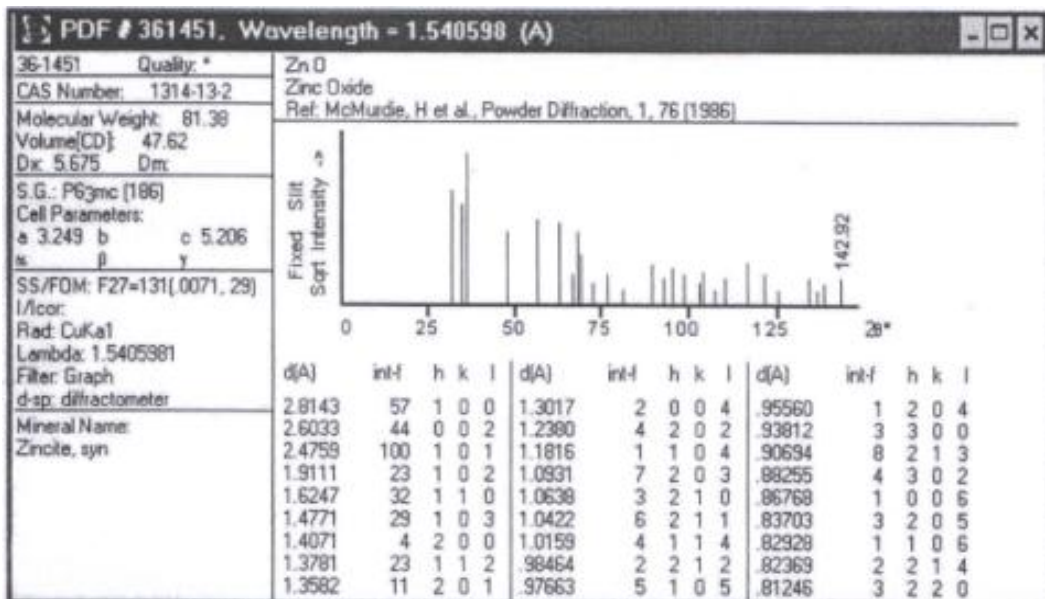 PDF # 361451, Wavelength = 1.540598 (A)
36-1451 Quality: *
CAS Number: 1314-13-2
Molecular Weight: 81.38
Volume[CD]: 47.62
Dx: 5.675 Dm:
S.G.: P63mc (186)
Cell Parameters:
a 3.249 b c 5.206
α β γ
SS/FOM: F27=131(.0071, 29)
I/Icor:
Rad: CuKa1
Lambda: 1.5405981
Filter: Graph
d-sp: diffractometer
Mineral Name:
Zincite, syn
Zn O
Zinc Oxide
Ref: McMurdie, H et al., Powder Diffraction, 1, 76 (1986)
Fixed Slit
Sqrt Intensity ->
142.92
0 25 50 75 100 125 2θ°
d(A) int-f h k l d(A) int-f h k l d(A) int-f h k l
2.8143 57 1 0 0 1.3017 2 0 0 4 .95560 1 2 0 4
2.6033 44 0 0 2 1.2380 4 2 0 2 .93812 3 3 0 0
2.4759 100 1 0 1 1.1816 1 1 0 4 .90694 8 2 1 3
1.9111 23 1 0 2 1.0931 7 2 0 3 .88255 4 3 0 2
1.6247 32 1 1 0 1.0638 3 2 1 0 .86768 1 0 0 6
1.4771 29 1 0 3 1.0422 6 2 1 1 .83703 3 2 0 5
1.4071 4 2 0 0 1.0159 4 1 1 4 .82928 1 1 0 6
1.3781 23 1 1 2 .98464 2 2 1 2 .82369 2 2 1 4
1.3582 11 2 0 1 .97663 5 1 0 5 .81246 3 2 2 0